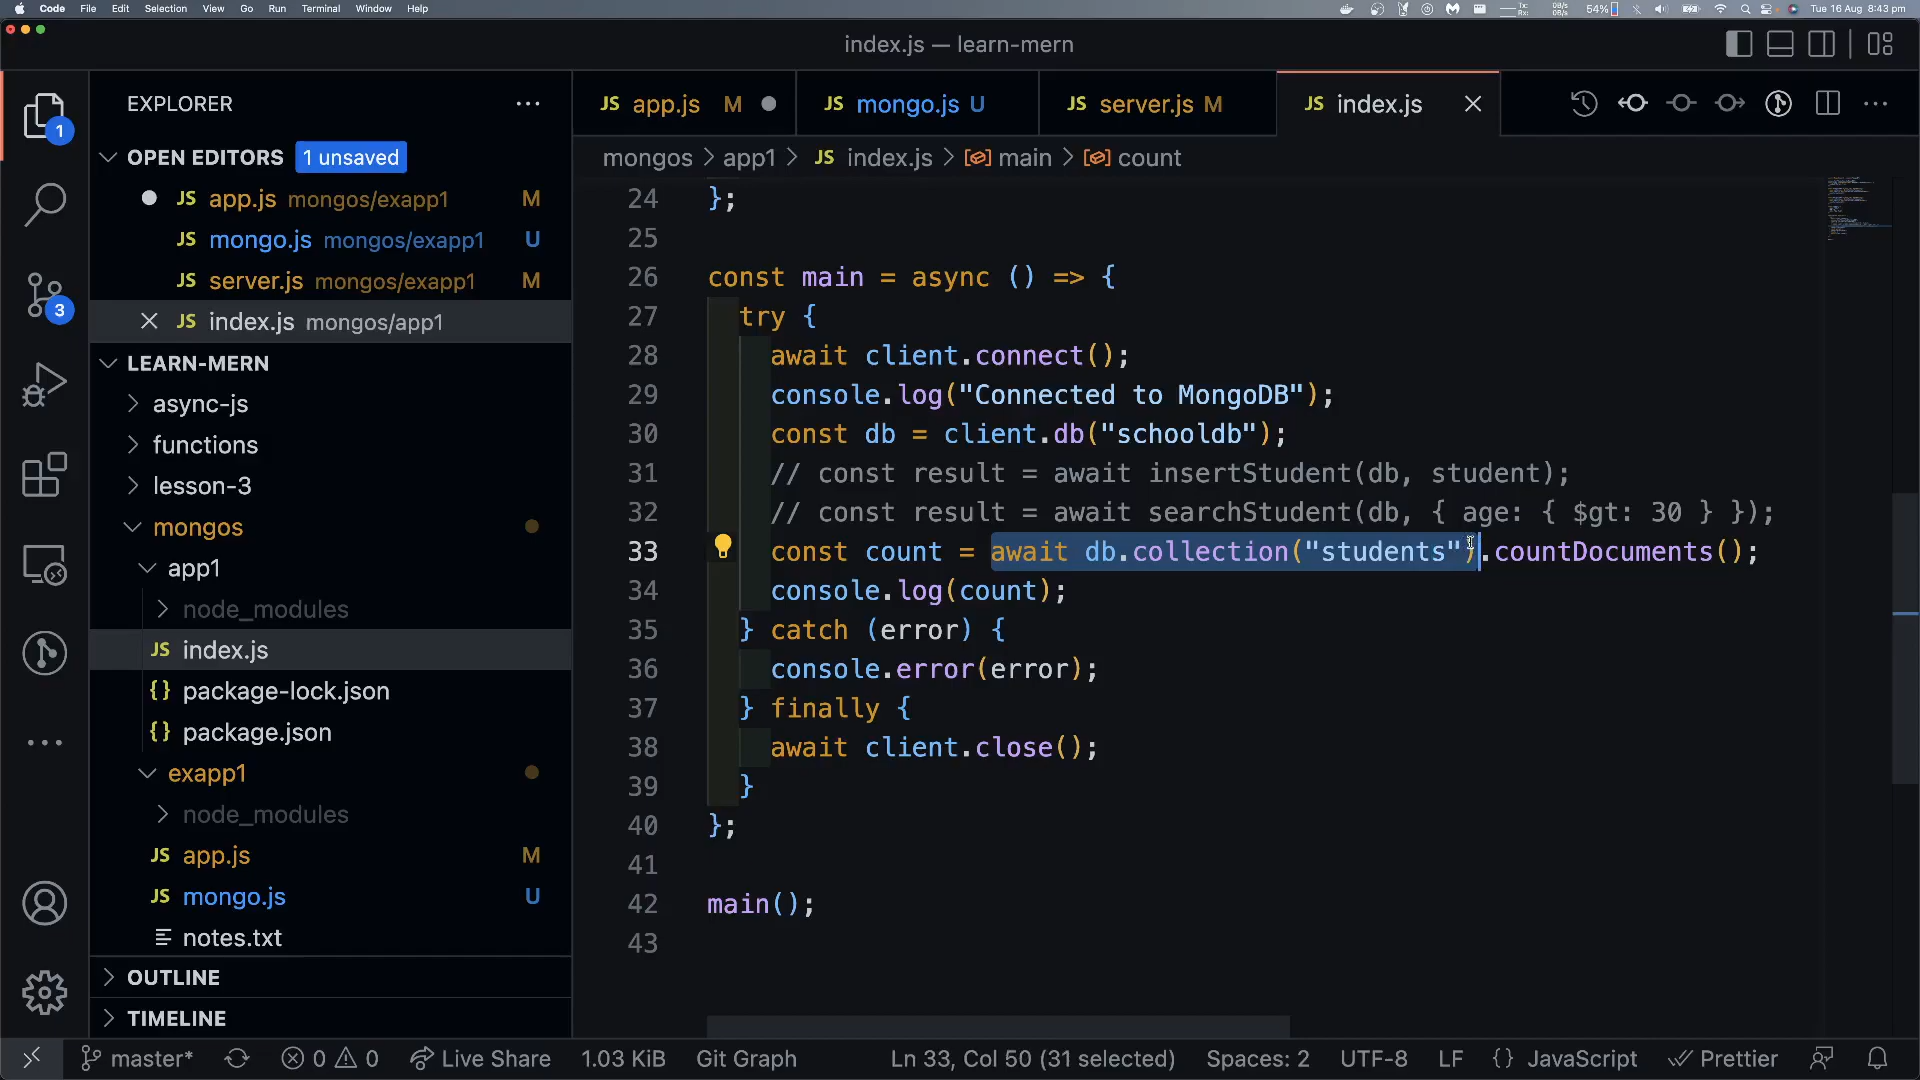 Code File Edit Selection View Go Run Terminal Window Help
54% Tue 16 Aug 8:43 pm
index.js — learn-mern
EXPLORER
1
OPEN EDITORS 1 unsaved
JS app.js mongos/exapp1 M
JS mongo.js mongos/exapp1 U
JS server.js mongos/exapp1 M
JS index.js mongos/app1
3
LEARN-MERN
async-js
functions
lesson-3
mongos
app1
node_modules
JS index.js
{} package-lock.json
{} package.json
exapp1
node_modules
JS app.js M
JS mongo.js U
notes.txt
OUTLINE
TIMELINE
JS app.js M
JS mongo.js U
JS server.js M
JS index.js
mongos > app1 > JS index.js > main > count
24 };
25
26 const main = async () => {
27 try {
28 await client.connect();
29 console.log("Connected to MongoDB");
30 const db = client.db("schooldb");
31 // const result = await insertStudent(db, student);
32 // const result = await searchStudent(db, { age: { $gt: 30 } });
33 const count = await db.collection("students").countDocuments();
34 console.log(count);
35 } catch (error) {
36 console.error(error);
37 } finally {
38 await client.close();
39 }
40 };
41
42 main();
43
master* 0 0 Live Share 1.03 KiB Git Graph Ln 33, Col 50 (31 selected) Spaces: 2 UTF-8 LF {} JavaScript Prettier